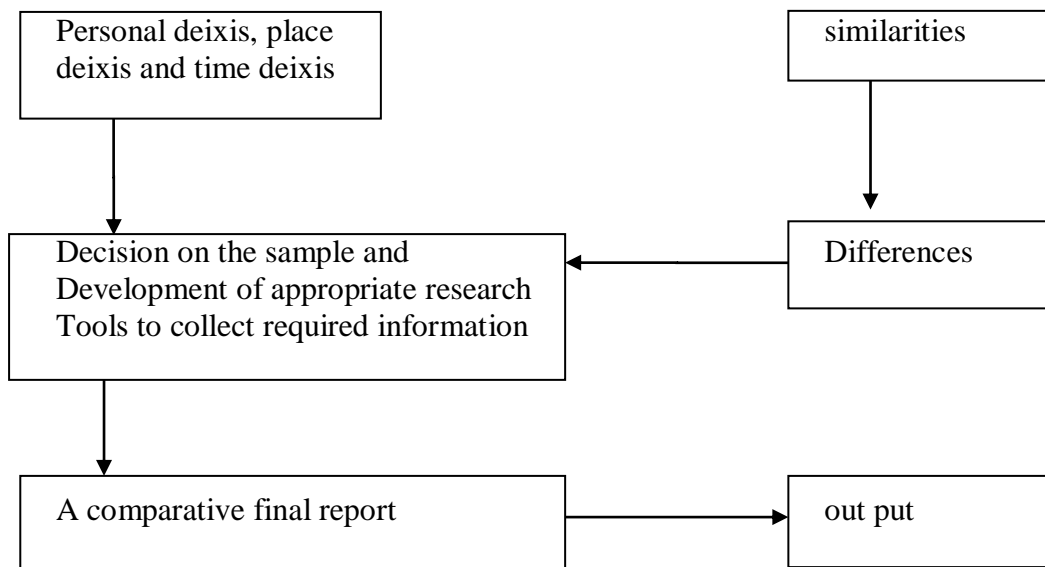 Personal deixis, place
deixis and time deixis
similarities
Decision on the sample and
Development of appropriate research
Tools to collect required information
Differences
A comparative final report
out put